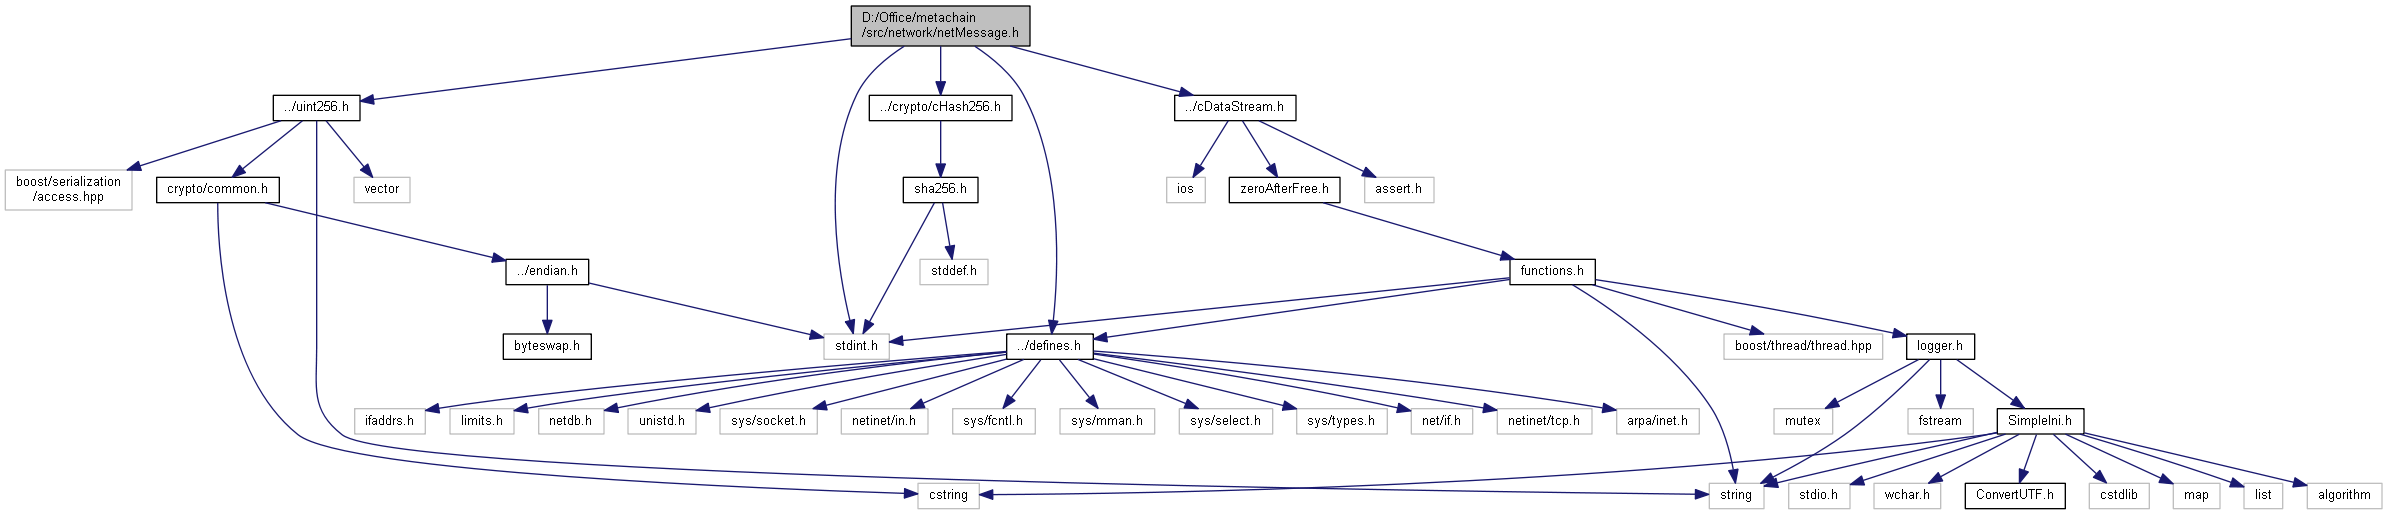 D:/Office/metachain
/src/network/netMessage.h
../uint256.h
../crypto/cHash256.h
../cDataStream.h
boost/serialization
/access.hpp
crypto/common.h
vector
sha256.h
ios
zeroAfterFree.h
assert.h
../endian.h
stddef.h
functions.h
byteswap.h
stdint.h
../defines.h
boost/thread/thread.hpp
logger.h
ifaddrs.h
limits.h
netdb.h
unistd.h
sys/socket.h
netinet/in.h
sys/fcntl.h
sys/mman.h
sys/select.h
sys/types.h
net/if.h
netinet/tcp.h
arpa/inet.h
mutex
fstream
SimpleIni.h
cstring
string
stdio.h
wchar.h
ConvertUTF.h
cstdlib
map
list
algorithm